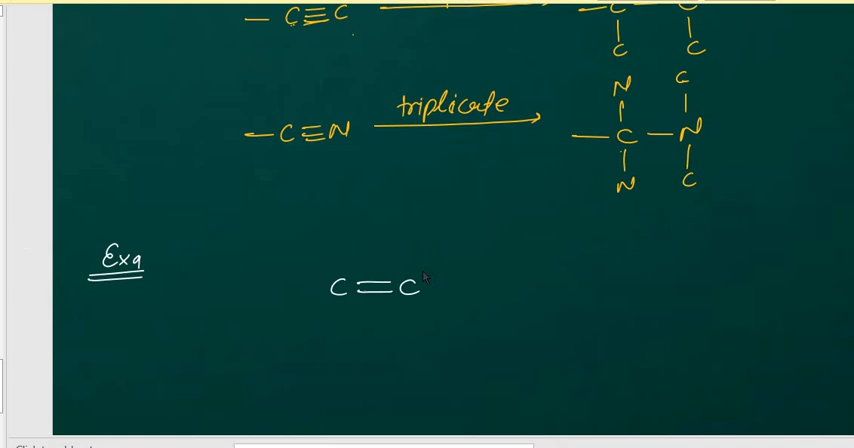 — C≡C → — C — C
C C
N C
— C≡N triplicate → — C — N
N C
Exa
C = C